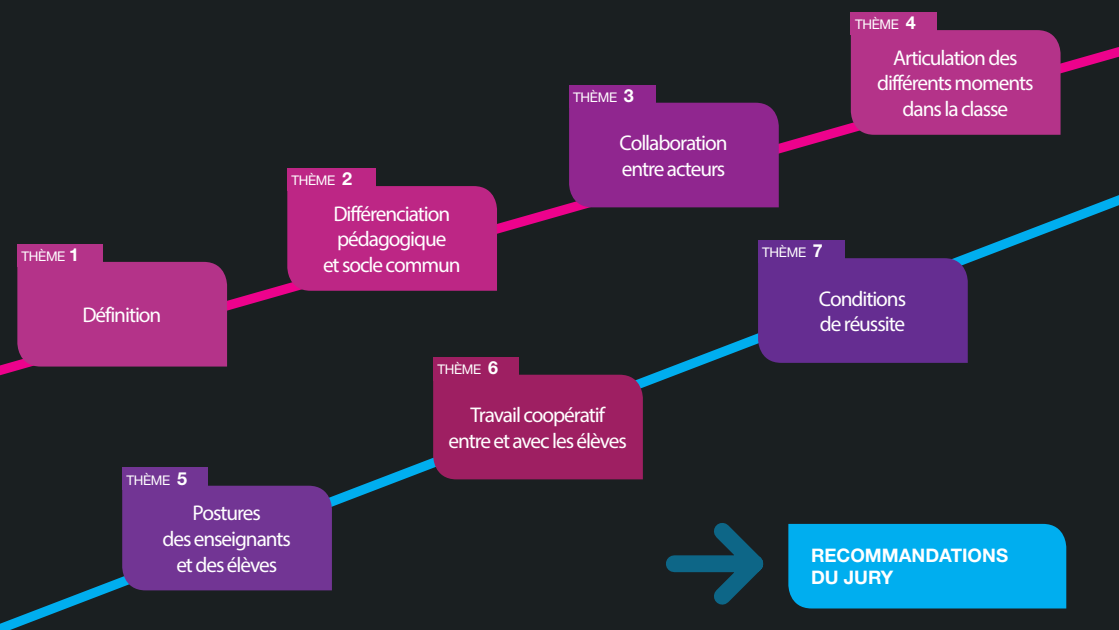 THÈME 1
Définition
THÈME 2
Différenciation
pédagogique
et socle commun
THÈME 3
Collaboration
entre acteurs
THÈME 4
Articulation des
différents moments
dans la classe
THÈME 5
Postures
des enseignants
et des élèves
THÈME 6
Travail coopératif
entre et avec les élèves
THÈME 7
Conditions
de réussite
RECOMMANDATIONS
DU JURY